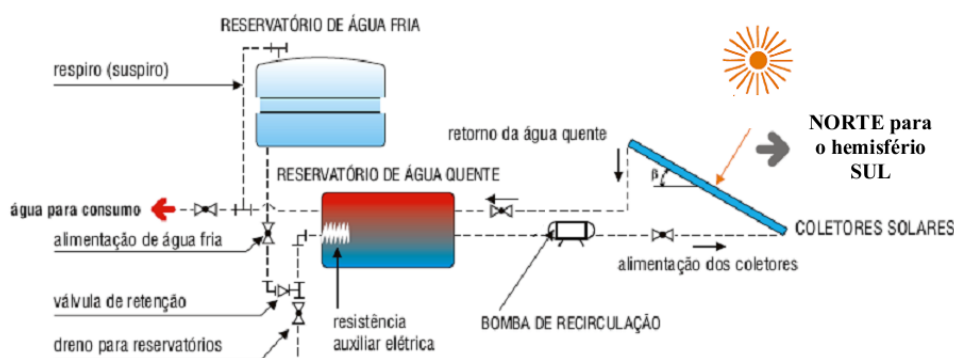 RESERVATÓRIO DE ÁGUA FRIA
respiro (suspiro)
retorno da água quente
NORTE para
o hemisfério
SUL
RESERVATÓRIO DE ÁGUA QUENTE
β
água para consumo
COLETORES SOLARES
alimentação de água fria
alimentação dos coletores
válvula de retenção
resistência
auxiliar elétrica
BOMBA DE RECIRCULAÇÃO
dreno para reservatórios